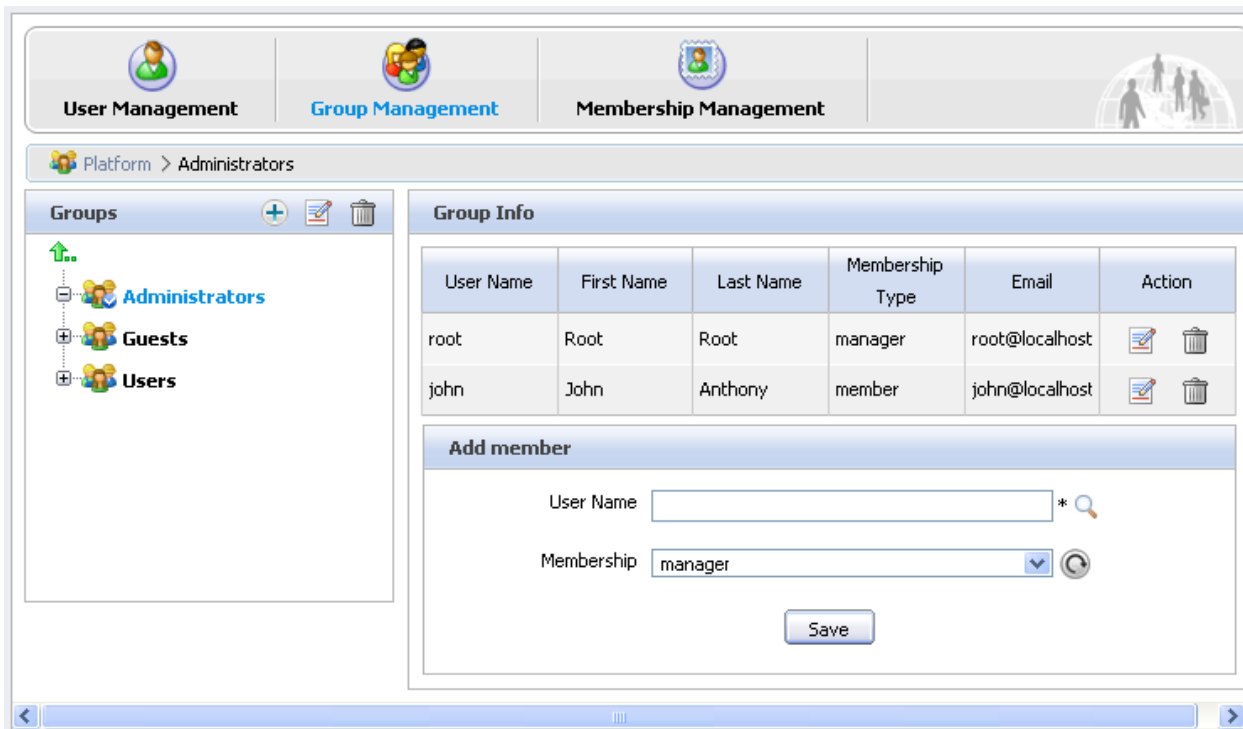 User Management Group Management Membership Management
Platform > Administrators
Groups
Administrators
Guests
Users
Group Info
User Name First Name Last Name Membership Type Email Action
root Root Root manager root@localhost
john John Anthony member john@localhost
Add member
User Name *
Membership manager
Save